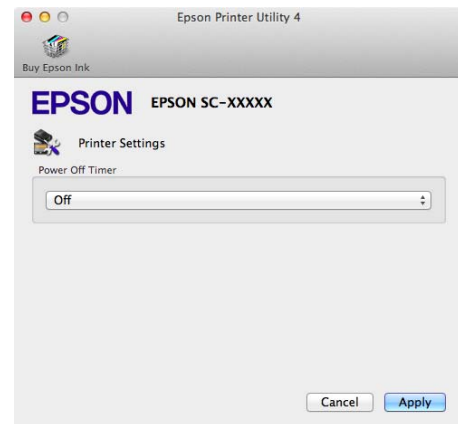 Epson Printer Utility 4
Buy Epson Ink
EPSON EPSON SC-XXXXX
Printer Settings
Power Off Timer
Off
Cancel Apply